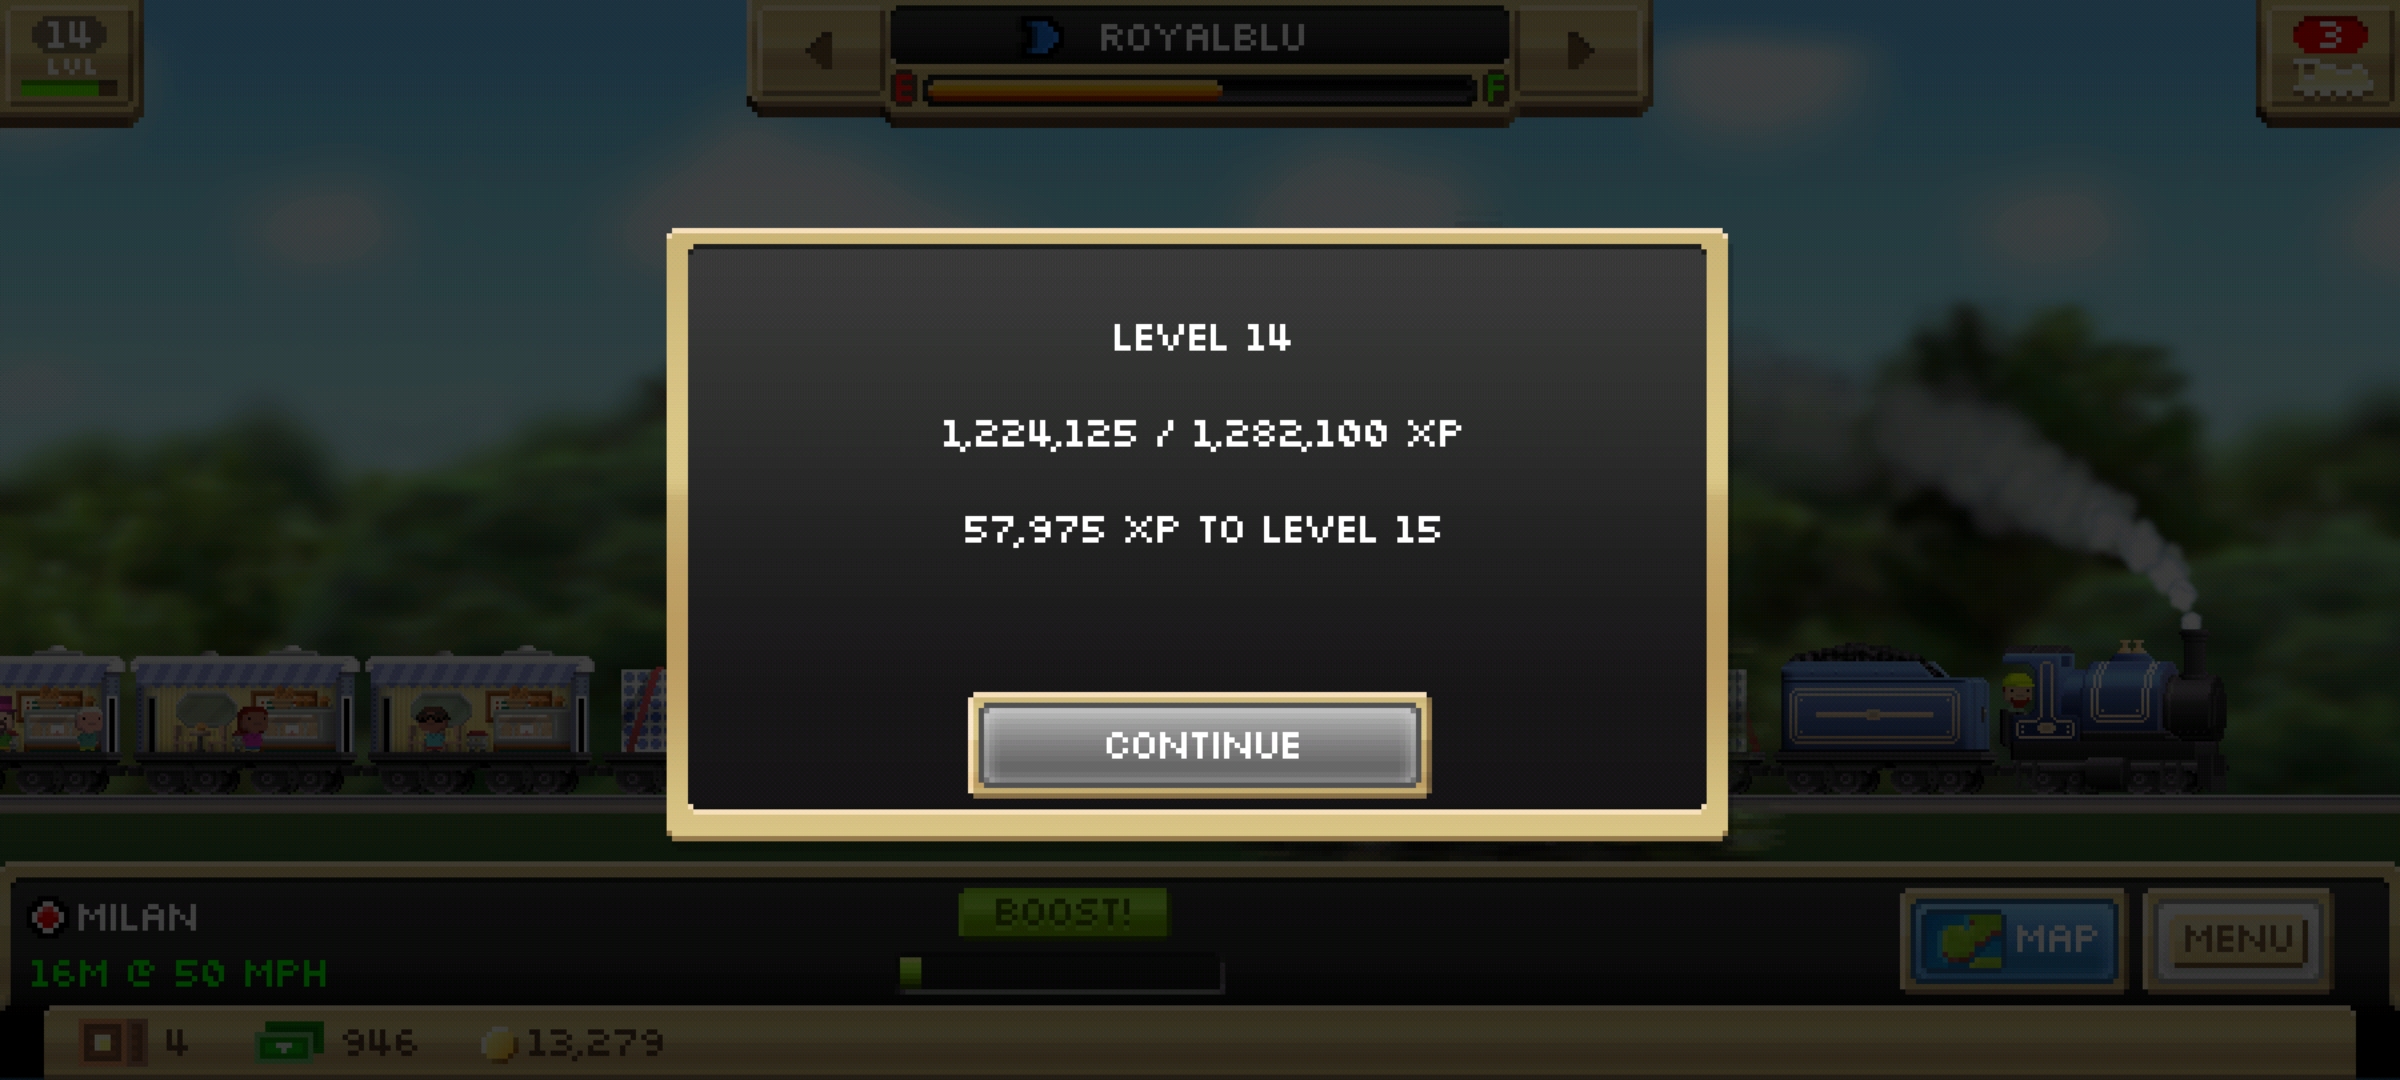 14
LVL
ROYALBLU
E F
3
LEVEL 14
1,224,125 / 1,282,100 XP
57,975 XP TO LEVEL 15
CONTINUE
MILAN
16M @ 50 MPH
BOOST!
MAP
MENU
4 946 13,279